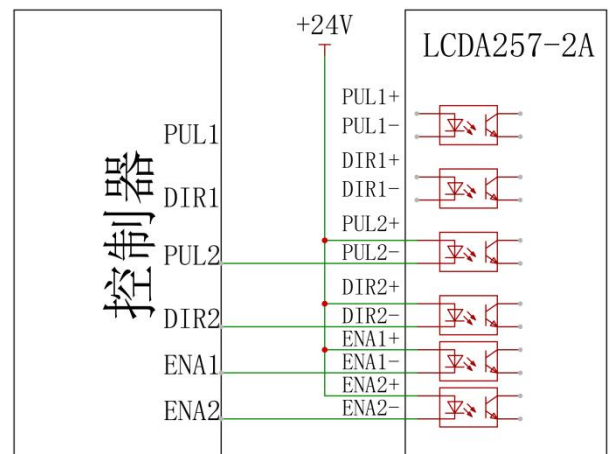 +24V
LCDA257-2A
控制器
PUL1
DIR1
PUL2
DIR2
ENA1
ENA2
PUL1+
PUL1-
DIR1+
DIR1-
PUL2+
PUL2-
DIR2+
DIR2-
ENA1+
ENA1-
ENA2+
ENA2-